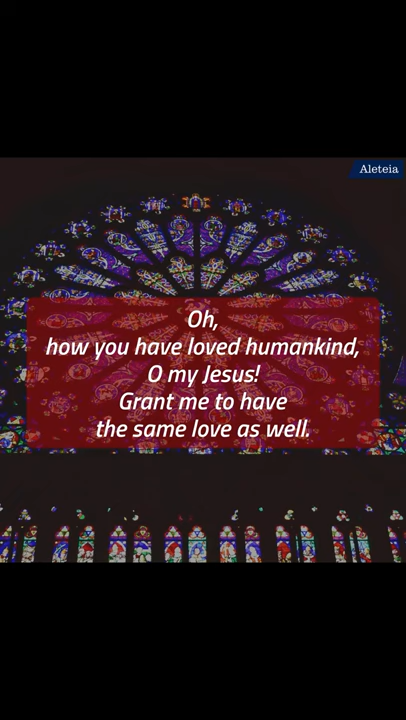 Aleteia
Oh,
how you have loved humankind,
O my Jesus!
Grant me to have
the same love as well.